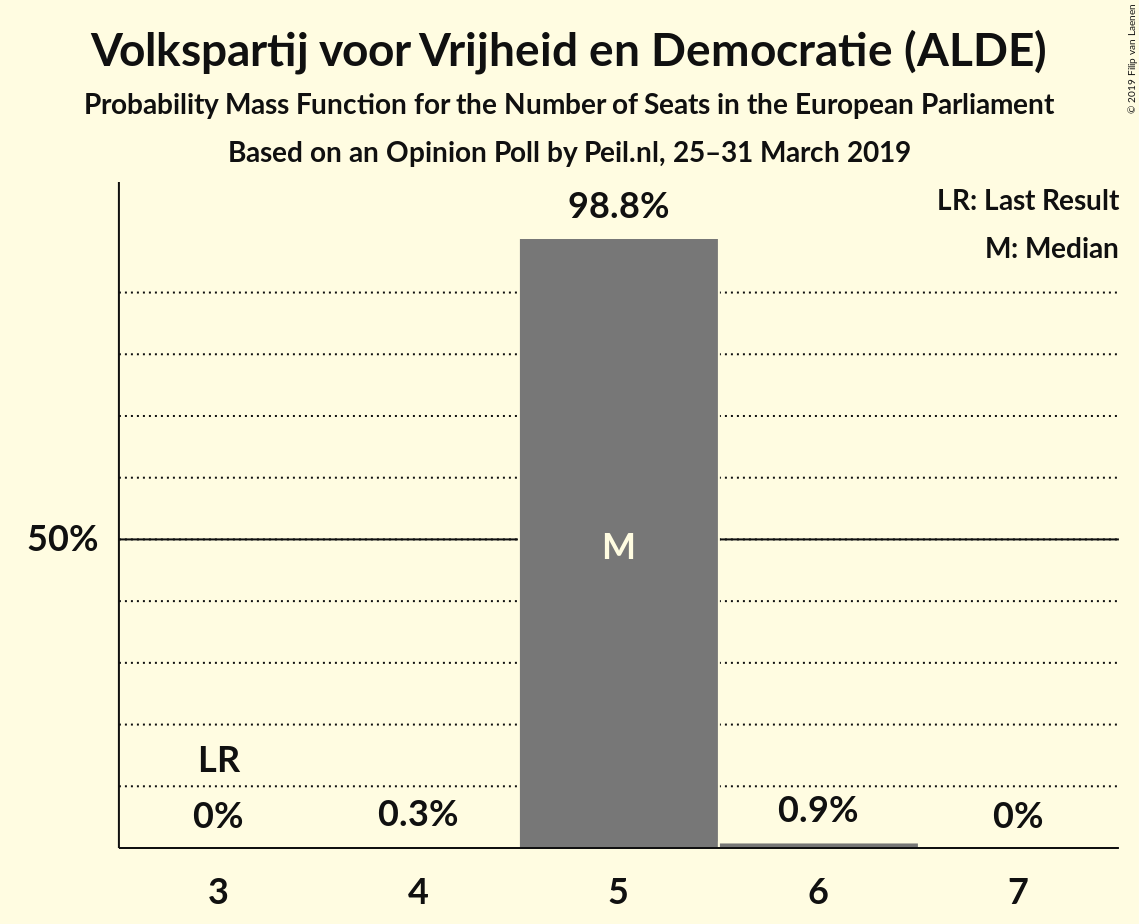 Volkspartij voor Vrijheid en Democratie (ALDE)
Probability Mass Function for the Number of Seats in the European Parliament
Based on an Opinion Poll by Peil.nl, 25–31 March 2019
© 2019 Filip van Laenen
98.8%
LR: Last Result
M: Median
50%
M
LR
0%
0.3%
0.9%
0%
3 4 5 6 7